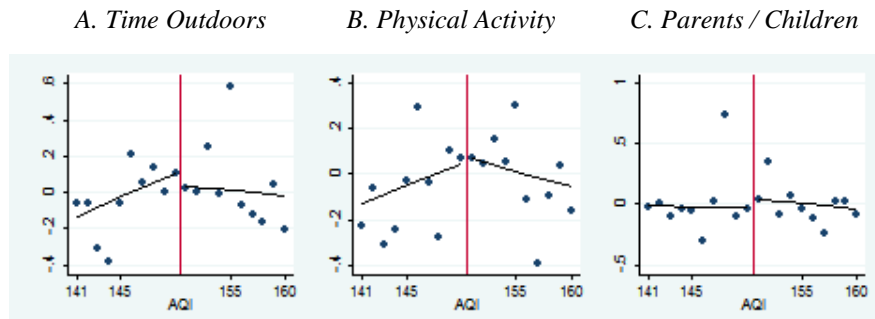 A. Time Outdoors
B. Physical Activity
C. Parents / Children
.6
.4
.2
0
-.2
-.4
141 145 155 160
AQI
.4
.2
0
-.2
-.4
141 145 155 160
AQI
1
.5
0
-.5
141 145 155 160
AQI